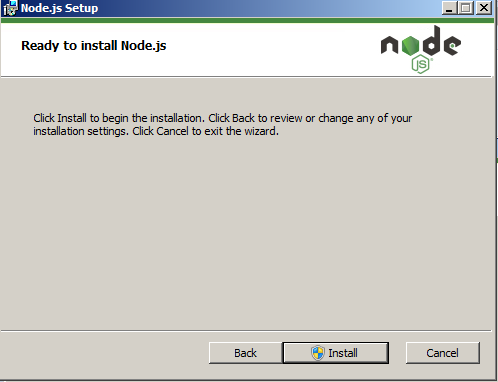 Node.js Setup
Ready to install Node.js
node
JS
Click Install to begin the installation. Click Back to review or change any of your
installation settings. Click Cancel to exit the wizard.
Back
Install
Cancel